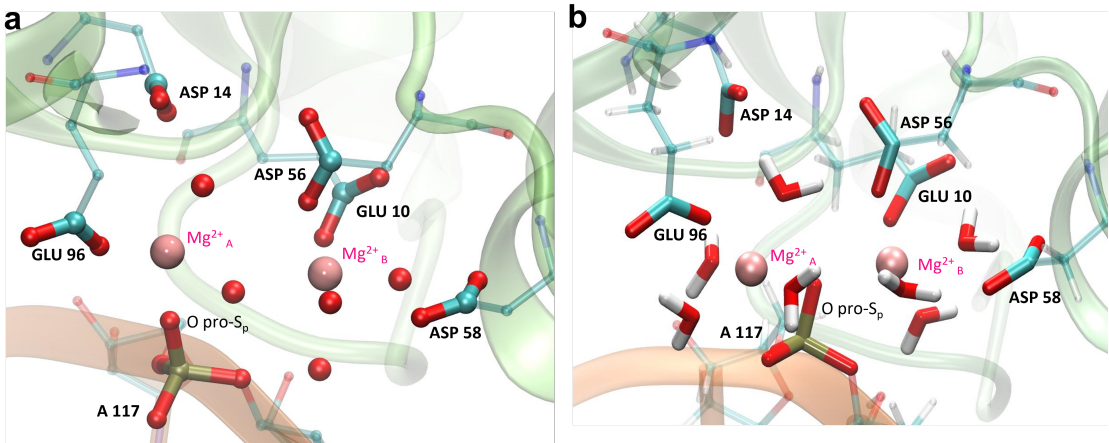 a
ASP 14
ASP 56
GLU 10
GLU 96
Mg²⁺A
Mg²⁺B
ASP 58
O pro-Sp
A 117
b
ASP 14
ASP 56
GLU 10
GLU 96
Mg²⁺A
Mg²⁺B
ASP 58
O pro-Sp
A 117